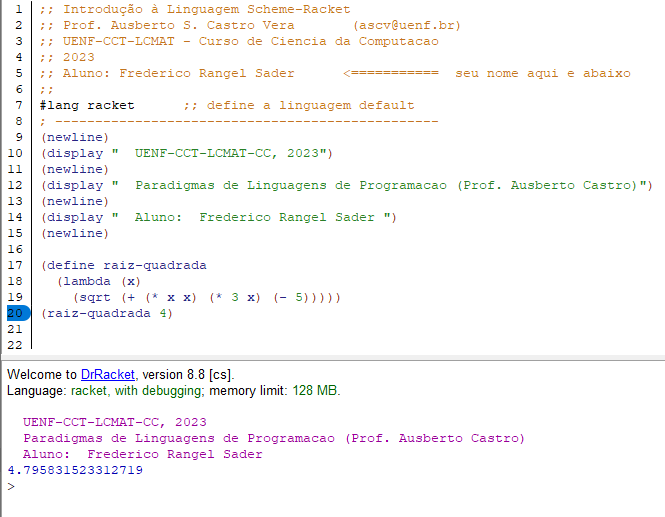 1 ;; Introdução à Linguagem Scheme-Racket
2 ;; Prof. Ausberto S. Castro Vera       (ascv@uenf.br)
3 ;; UENF-CCT-LCMAT - Curso de Ciencia da Computacao
4 ;; 2023
5 ;; Aluno: Frederico Rangel Sader      <===========  seu nome aqui e abaixo
6 ;;
7 #lang racket      ;; define a linguagem default
8 ; ------------------------------------------------
9 (newline)
10 (display "  UENF-CCT-LCMAT-CC, 2023")
11 (newline)
12 (display "  Paradigmas de Linguagens de Programacao (Prof. Ausberto Castro)")
13 (newline)
14 (display "  Aluno:  Frederico Rangel Sader ")
15 (newline)
16
17 (define raiz-quadrada
18   (lambda (x)
19     (sqrt (+ (* x x) (* 3 x) (- 5)))))
20 (raiz-quadrada 4)
21
22
Welcome to DrRacket, version 8.8 [cs].
Language: racket, with debugging; memory limit: 128 MB.
  UENF-CCT-LCMAT-CC, 2023
  Paradigmas de Linguagens de Programacao (Prof. Ausberto Castro)
  Aluno:  Frederico Rangel Sader
4.795831523312719
>